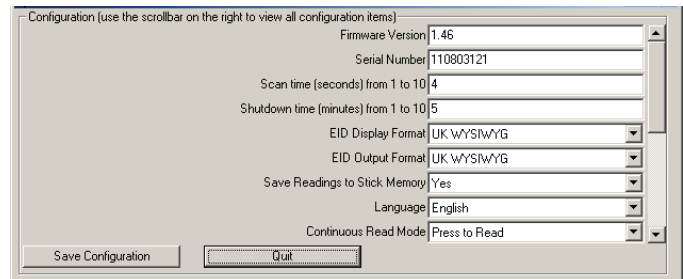 Configuration (use the scrollbar on the right to view all configuration items)
Firmware Version 1.46
Serial Number 110803121
Scan time (seconds) from 1 to 10 4
Shutdown time (minutes) from 1 to 10 5
EID Display Format UK WYSIWYG
EID Output Format UK WYSIWYG
Save Readings to Stick Memory Yes
Language English
Continuous Read Mode Press to Read
Save Configuration Quit